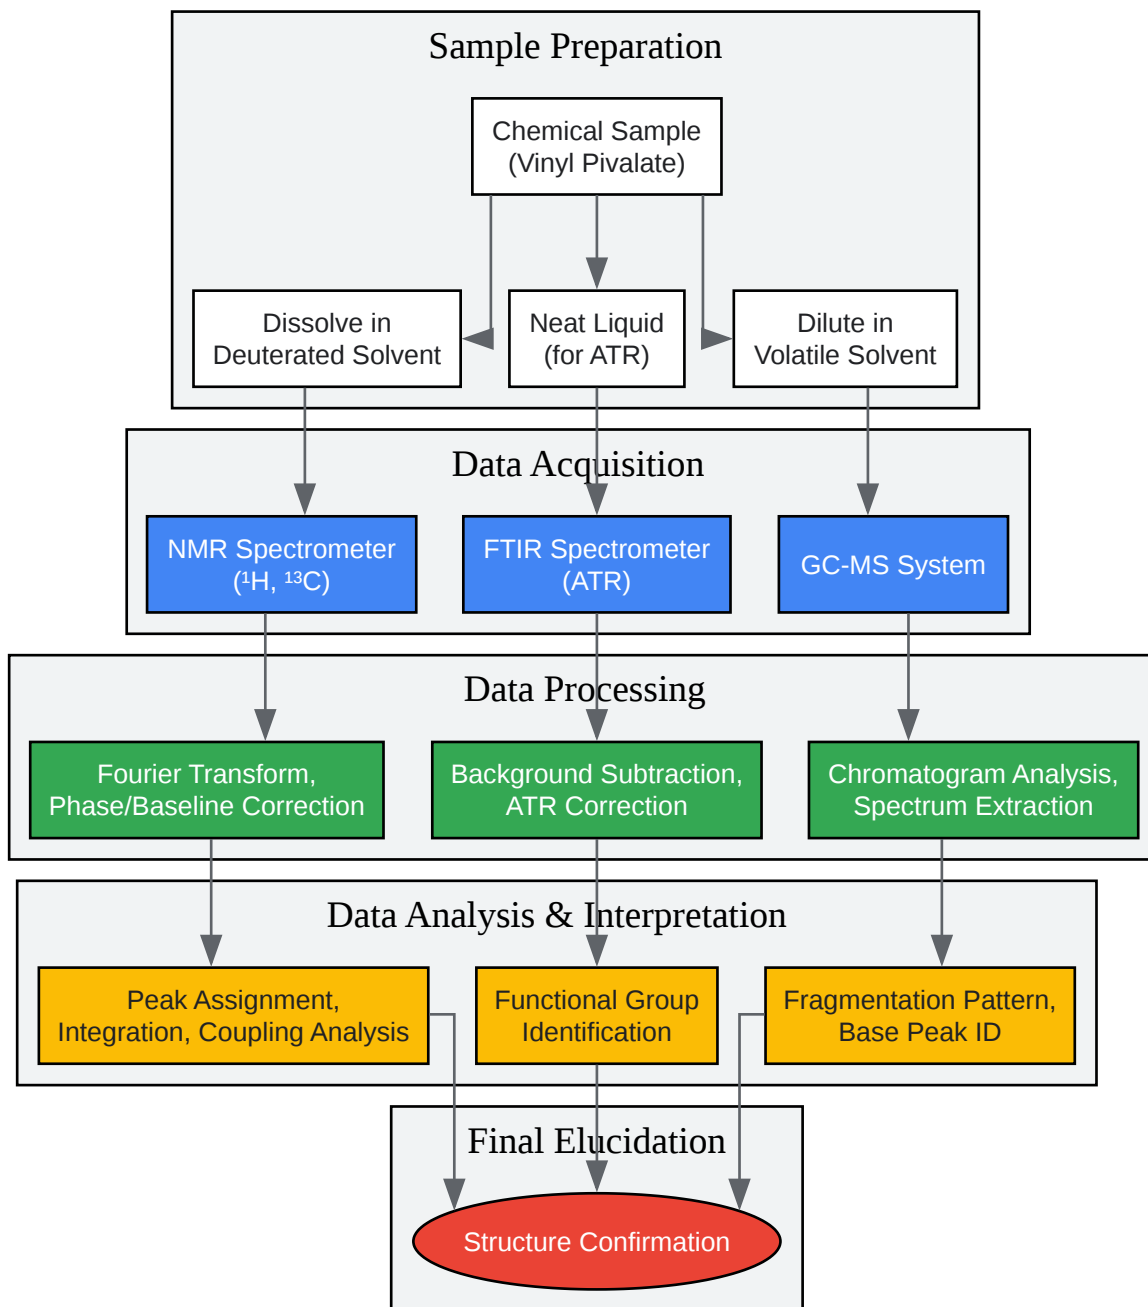 Sample Preparation
Chemical Sample
(Vinyl Pivalate)
Dissolve in
Deuterated Solvent
Neat Liquid
(for ATR)
Dilute in
Volatile Solvent
Data Acquisition
NMR Spectrometer
(¹H, ¹³C)
FTIR Spectrometer
(ATR)
GC-MS System
Data Processing
Fourier Transform,
Phase/Baseline Correction
Background Subtraction,
ATR Correction
Chromatogram Analysis,
Spectrum Extraction
Data Analysis & Interpretation
Peak Assignment,
Integration, Coupling Analysis
Functional Group
Identification
Fragmentation Pattern,
Base Peak ID
Final Elucidation
Structure Confirmation